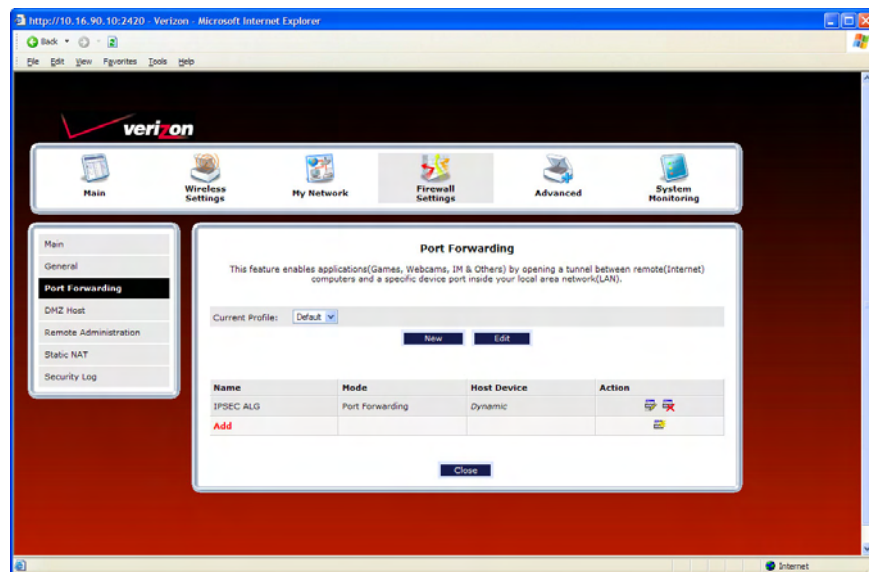 http://10.16.90.10:2420 - Verizon - Microsoft Internet Explorer
Back
File Edit View Favorites Tools Help
verizon
Main
Wireless Settings
My Network
Firewall Settings
Advanced
System Monitoring
Main
General
Port Forwarding
DMZ Host
Remote Administration
Static NAT
Security Log
Port Forwarding
This feature enables applications(Games, Webcams, IM & Others) by opening a tunnel between remote(Internet)
computers and a specific device port inside your local area network(LAN).
Current Profile: Default
New Edit
Name Mode Host Device Action
IPSEC ALG Port Forwarding Dynamic
Add
Close
Internet